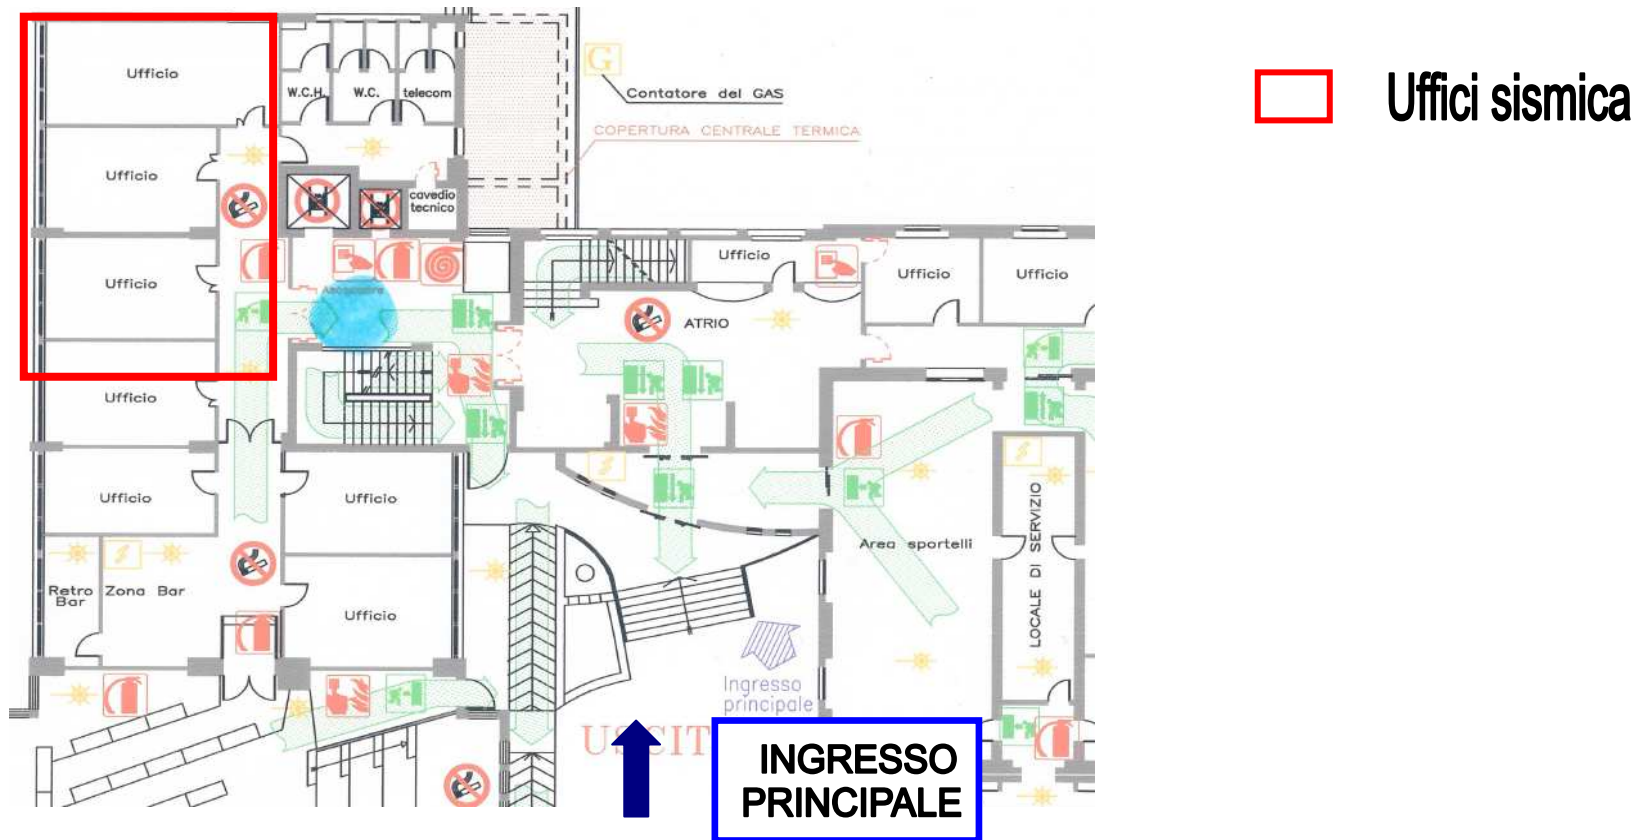 Ufficio
W.C.H.
W.C.
telecom
G
Contatore del GAS
COPERTURA CENTRALE TERMICA
Uffici sismica
Ufficio
cavedio
tecnico
Ufficio
Ufficio
Ufficio
Ufficio
ATRIO
Ufficio
Ufficio
Ufficio
Ufficio
Area sportelli
LOCALE DI SERVIZIO
Retro
Bar
Zona Bar
Ufficio
Ingresso
principale
USCIT
INGRESSO
PRINCIPALE